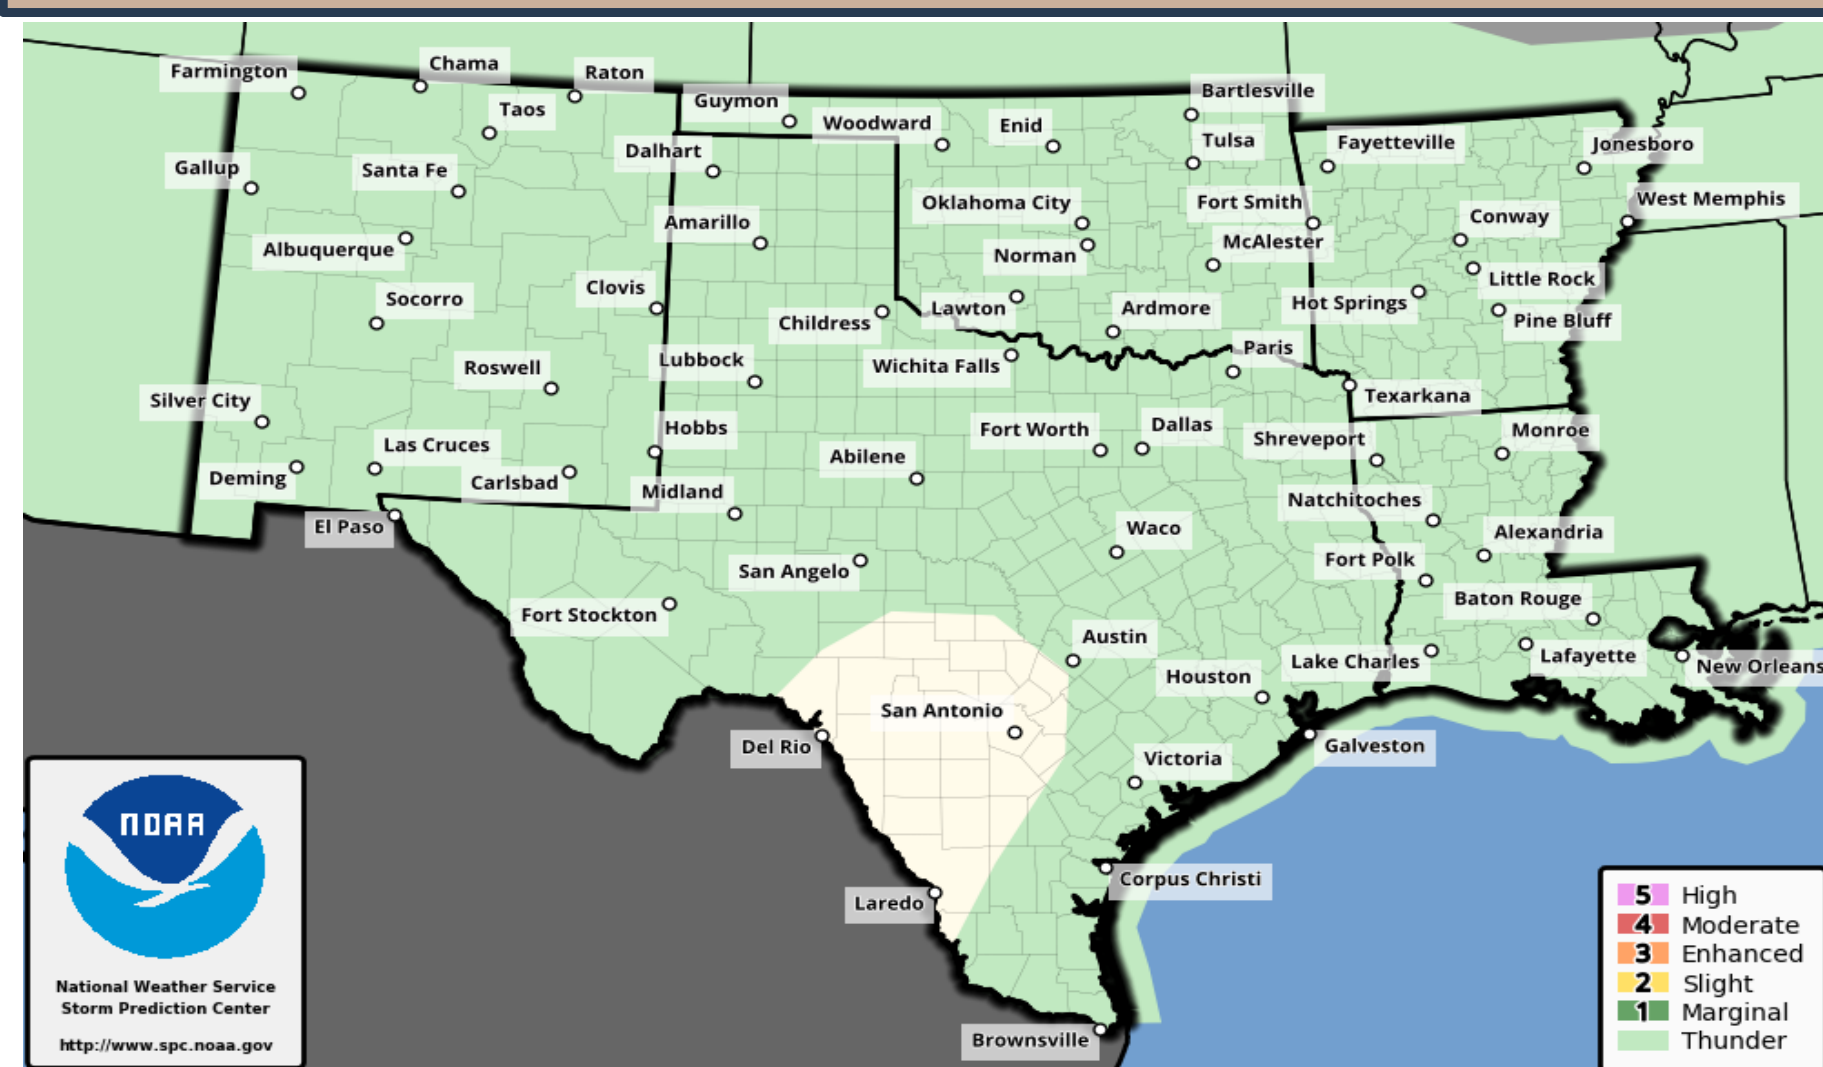 Farmington
Chama
Raton
Taos
Guymon
Bartlesville
Woodward
Enid
Tulsa
Fayetteville
Jonesboro
Gallup
Santa Fe
Dalhart
Oklahoma City
Fort Smith
West Memphis
Conway
Albuquerque
Amarillo
Norman
McAlester
Little Rock
Socorro
Clovis
Childress
Lawton
Ardmore
Hot Springs
Pine Bluff
Roswell
Lubbock
Wichita Falls
Paris
Texarkana
Silver City
Hobbs
Fort Worth
Dallas
Shreveport
Monroe
Las Cruces
Abilene
Deming
Carlsbad
Midland
Natchitoches
El Paso
Waco
Alexandria
San Angelo
Fort Polk
Fort Stockton
Baton Rouge
Austin
Lake Charles
Lafayette
New Orleans
Houston
San Antonio
Del Rio
Galveston
Victoria
Laredo
Corpus Christi
Brownsville
NOAA
National Weather Service
Storm Prediction Center
http://www.spc.noaa.gov
5 High
4 Moderate
3 Enhanced
2 Slight
1 Marginal
Thunder